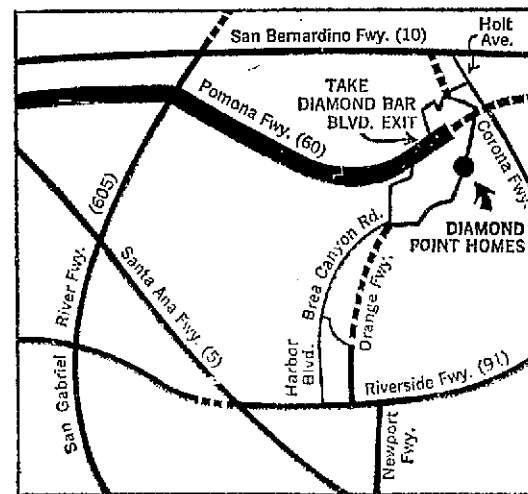 San Bernardino Fwy. (10)
Holt
Ave.
TAKE
DIAMOND BAR
BLVD. EXIT
Pomona Fwy. (60)
Corona Fwy.
DIAMOND
POINT HOMES
San Gabriel River Fwy. (605)
Santa Ana Fwy. (5)
Brea Canyon Rd.
Orange Fwy.
Harbor
Blvd.
Riverside Fwy. (91)
Newport
Fwy.